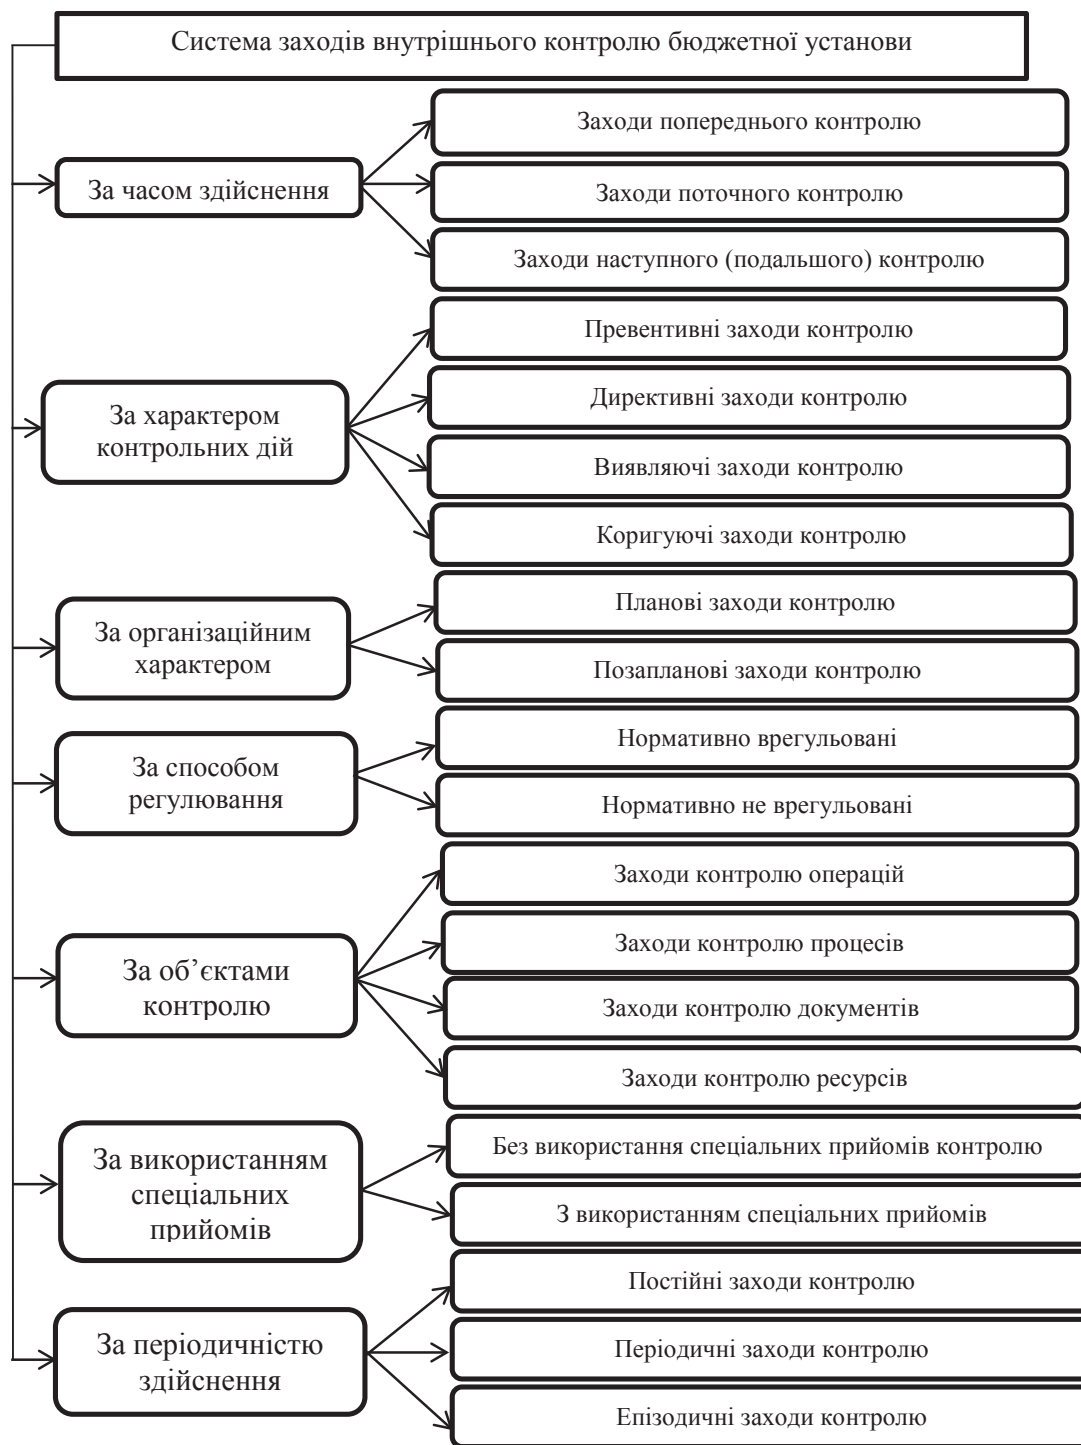 Система заходів внутрішнього контролю бюджетної установи
За часом здійснення
Заходи попереднього контролю
Заходи поточного контролю
Заходи наступного (подальшого) контролю
За характером
контрольних дій
Превентивні заходи контролю
Директивні заходи контролю
Виявляючі заходи контролю
Коригуючі заходи контролю
За організаційним
характером
Планові заходи контролю
Позапланові заходи контролю
За способом
регулювання
Нормативно врегульовані
Нормативно не врегульовані
За об’єктами
контролю
Заходи контролю операцій
Заходи контролю процесів
Заходи контролю документів
Заходи контролю ресурсів
За використанням
спеціальних
прийомів
Без використання спеціальних прийомів контролю
З використанням спеціальних прийомів
За періодичністю
здійснення
Постійні заходи контролю
Періодичні заходи контролю
Епізодичні заходи контролю